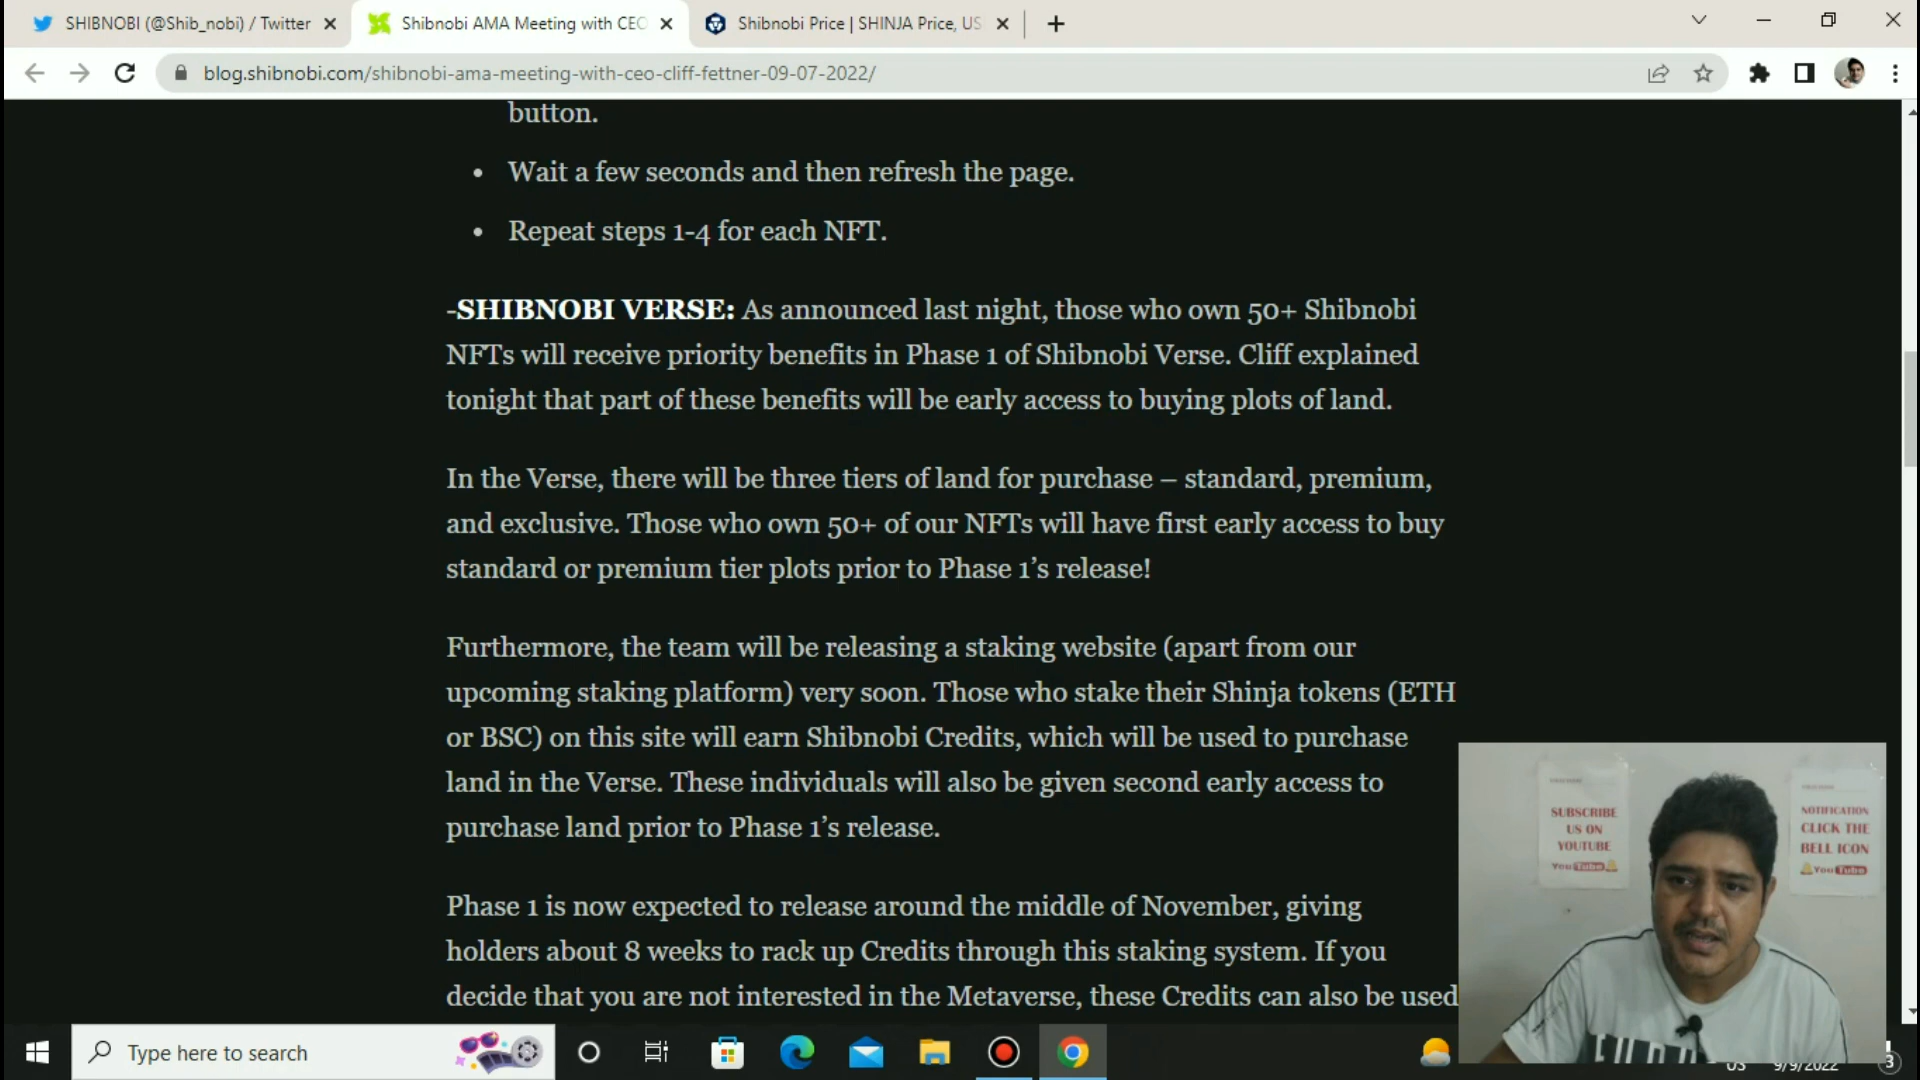 SHIBNOBI (@Shib_nobi) / Twitter
Shibnobi AMA Meeting with CEO
Shibnobi Price | SHINJA Price, US
blog.shibnobi.com/shibnobi-ama-meeting-with-ceo-cliff-fettner-09-07-2022/
button.
• Wait a few seconds and then refresh the page.
• Repeat steps 1-4 for each NFT.
-SHIBNOBI VERSE: As announced last night, those who own 50+ Shibnobi
NFTs will receive priority benefits in Phase 1 of Shibnobi Verse. Cliff explained
tonight that part of these benefits will be early access to buying plots of land.
In the Verse, there will be three tiers of land for purchase – standard, premium,
and exclusive. Those who own 50+ of our NFTs will have first early access to buy
standard or premium tier plots prior to Phase 1’s release!
Furthermore, the team will be releasing a staking website (apart from our
upcoming staking platform) very soon. Those who stake their Shinja tokens (ETH
or BSC) on this site will earn Shibnobi Credits, which will be used to purchase
land in the Verse. These individuals will also be given second early access to
purchase land prior to Phase 1’s release.
Phase 1 is now expected to release around the middle of November, giving
holders about 8 weeks to rack up Credits through this staking system. If you
decide that you are not interested in the Metaverse, these Credits can also be used
SUBSCRIBE
US ON
YOUTUBE
YouTube
NOTIFICATION
CLICK THE
BELL ICON
YouTube
Type here to search
US
9/9/2022
3